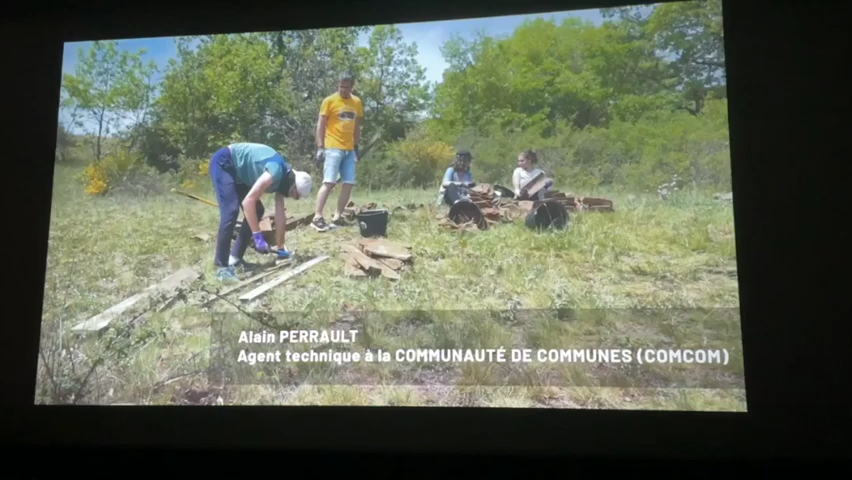 Alain PERRAULT
Agent technique à la COMMUNAUTÉ DE COMMUNES (COMCOM)